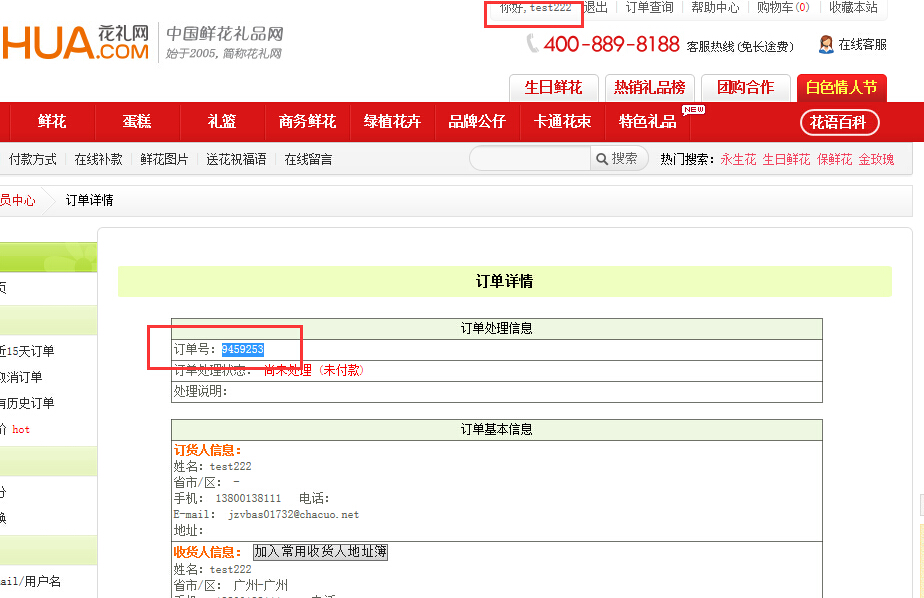 你好,test222 退出 订单查询 帮助中心 购物车(0) 收藏本站
HUA.COM 花礼网 中国鲜花礼品网
始于2005, 简称花礼网
400-889-8188 客服热线(免长途费) 在线客服
生日鲜花 热销礼品榜 团购合作 白色情人节
鲜花 蛋糕 礼篮 商务鲜花 绿植花卉 品牌公仔 卡通花束 特色礼品 NEW 花语百科
付款方式 在线补款 鲜花图片 送花祝福语 在线留言 搜索 热门搜索: 永生花 生日鲜花 保鲜花 金玫瑰
员中心 订单详情
订单详情
页
订单处理信息
近15天订单
订单号: 9459253
订单处理状态: 尚未处理 (未付款)
取消订单
处理说明:
有历史订单
价 hot
订单基本信息
订货人信息:
姓名: test222
省市/区: -
分
手机: 13800138111 电话:
E-mail: jzvbas01732@chacuo.net
换
地址:
收货人信息: 加入常用收货人地址簿
姓名: test222
ail/用户名
省市/区: 广州-广州